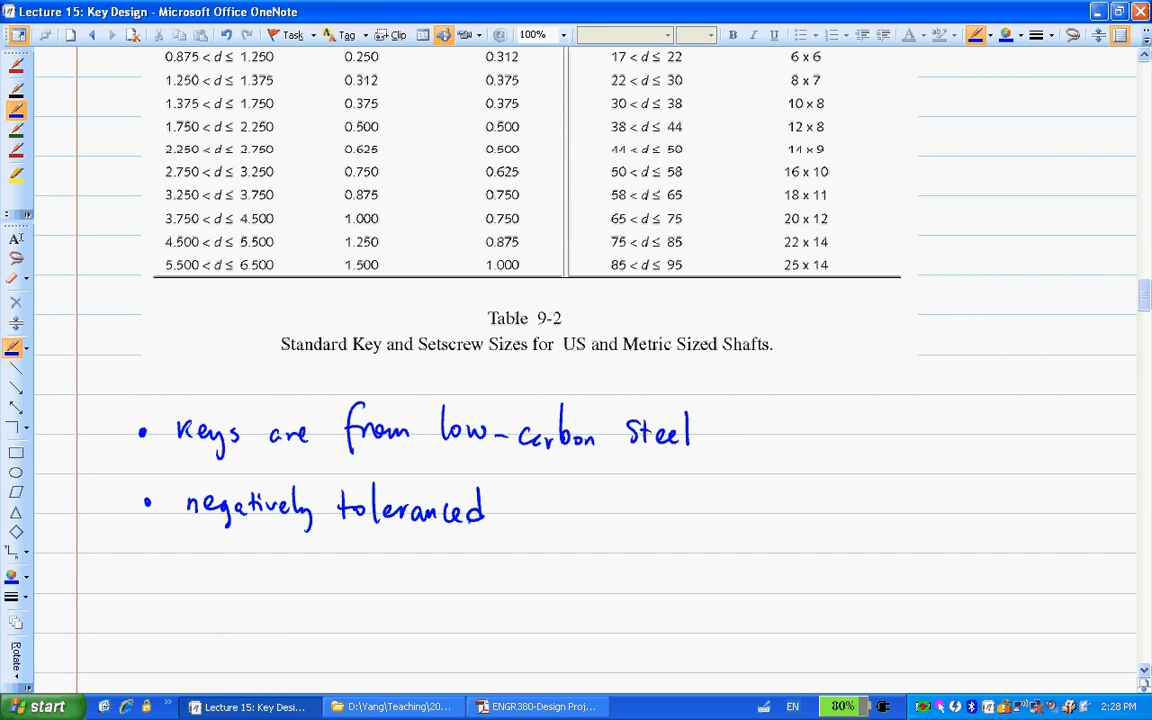 Lecture 15: Key Design - Microsoft Office OneNote
Task Tag Clip 100% B I U
0.875 < d ≤ 1.250 0.250 0.312 17 < d ≤ 22 6 x 6
1.250 < d ≤ 1.375 0.312 0.375 22 < d ≤ 30 8 x 7
1.375 < d ≤ 1.750 0.375 0.375 30 < d ≤ 38 10 x 8
1.750 < d ≤ 2.250 0.500 0.500 38 < d ≤ 44 12 x 8
2.250 < d ≤ 2.750 0.625 0.500 44 < d ≤ 50 14 x 9
2.750 < d ≤ 3.250 0.750 0.625 50 < d ≤ 58 16 x 10
3.250 < d ≤ 3.750 0.875 0.750 58 < d ≤ 65 18 x 11
3.750 < d ≤ 4.500 1.000 0.750 65 < d ≤ 75 20 x 12
4.500 < d ≤ 5.500 1.250 0.875 75 < d ≤ 85 22 x 14
5.500 < d ≤ 6.500 1.500 1.000 85 < d ≤ 95 25 x 14
Table 9-2
Standard Key and Setscrew Sizes for US and Metric Sized Shafts.
• keys are from low-carbon steel
• negatively toleranced
Rotate
start Lecture 15: Key Desi... D:\Yang\Teaching\20... ENGR380-Design Proj... EN 80% 2:28 PM